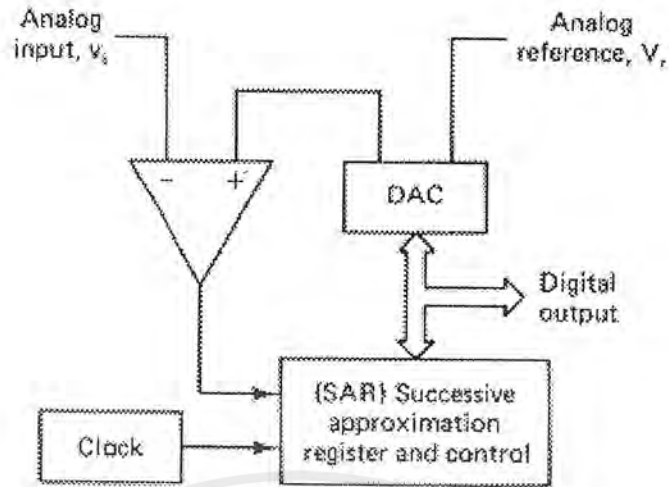 Analog
input, vᵢ
Analog
reference, Vᵣ
− +
DAC
Digital
output
(SAR) Successive
approximation
register and control
Clock